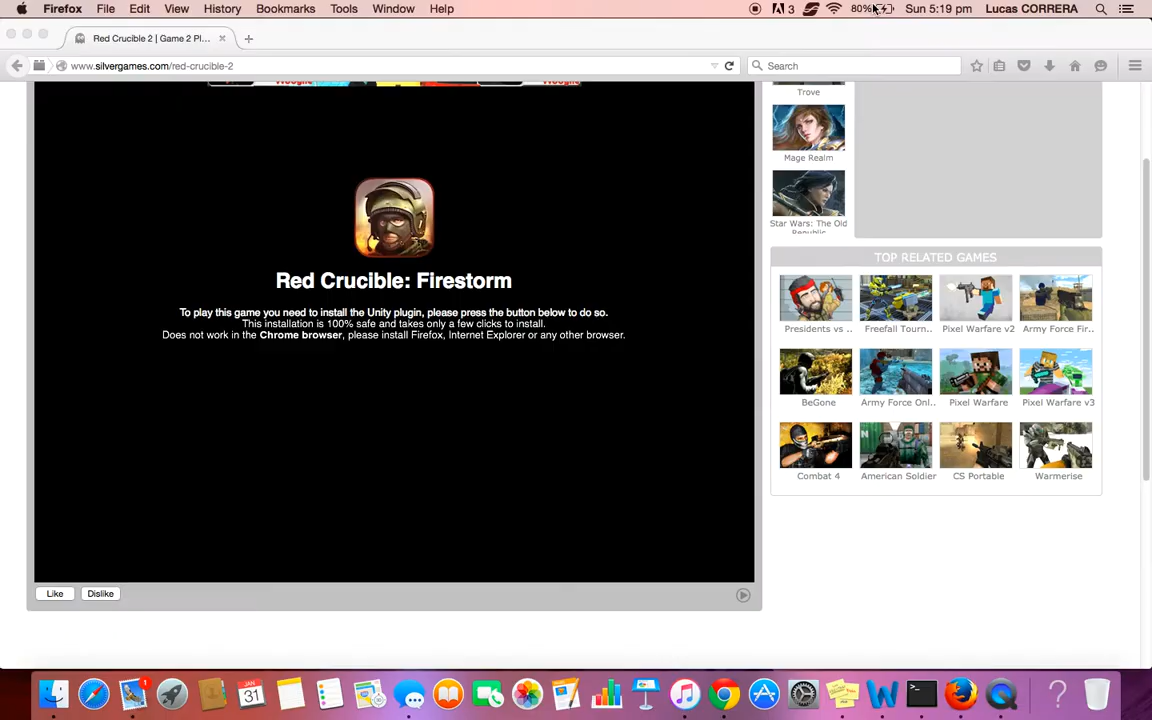 Firefox File Edit View History Bookmarks Tools Window Help 3 80% Sun 5:19 pm Lucas CORRERA
Red Crucible 2 | Game 2 Pl...
www.silvergames.com/red-crucible-2 Search
Trove
Mage Realm
Star Wars: The Old
Republic
Red Crucible: Firestorm
To play this game you need to install the Unity plugin, please press the button below to do so.
This installation is 100% safe and takes only a few clicks to install.
Does not work in the Chrome browser, please install Firefox, Internet Explorer or any other browser.
TOP RELATED GAMES
Presidents vs .. Freefall Tourn.. Pixel Warfare v2 Army Force Fir..
BeGone Army Force Onl.. Pixel Warfare Pixel Warfare v3
Combat 4 American Soldier CS Portable Warmerise
Like Dislike
1
JAN
31